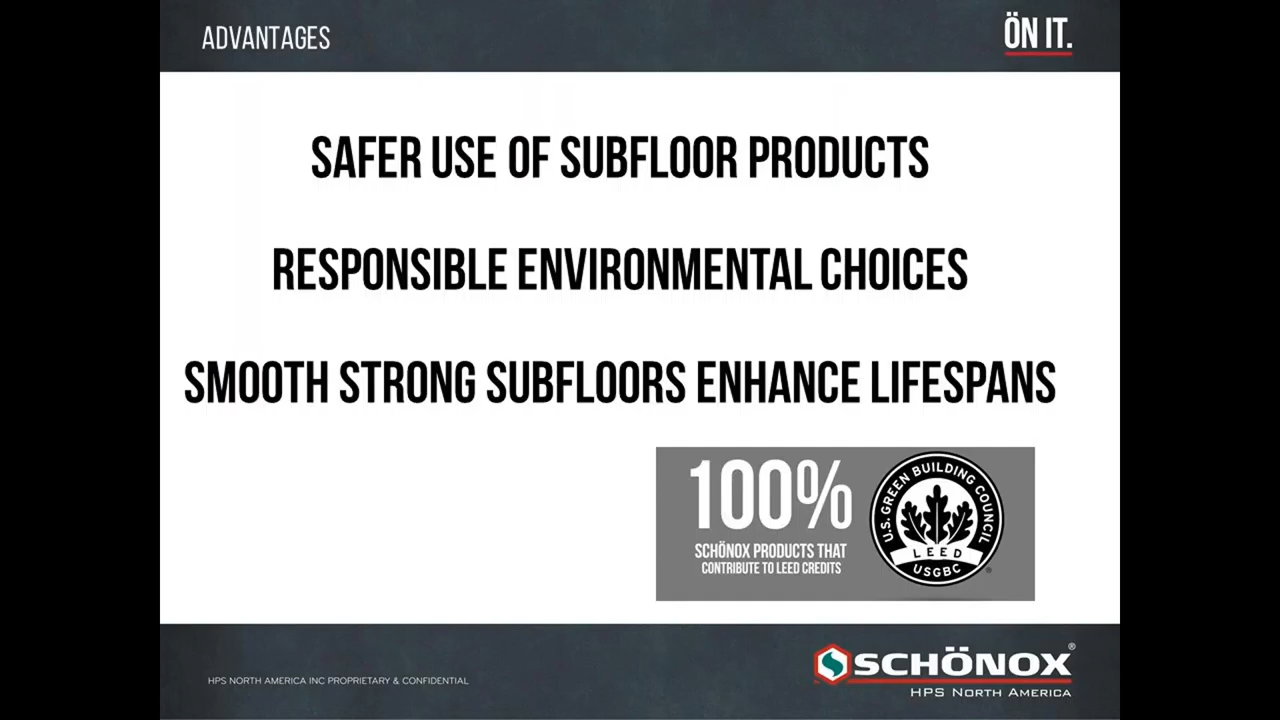 ADVANTAGES
ÖN IT.
SAFER USE OF SUBFLOOR PRODUCTS
RESPONSIBLE ENVIRONMENTAL CHOICES
SMOOTH STRONG SUBFLOORS ENHANCE LIFESPANS
100%
SCHÖNOX PRODUCTS THAT
CONTRIBUTE TO LEED CREDITS
U.S. GREEN BUILDING COUNCIL
LEED
USGBC
®
HPS NORTH AMERICA INC PROPRIETARY & CONFIDENTIAL
SCHÖNOX®
HPS NORTH AMERICA